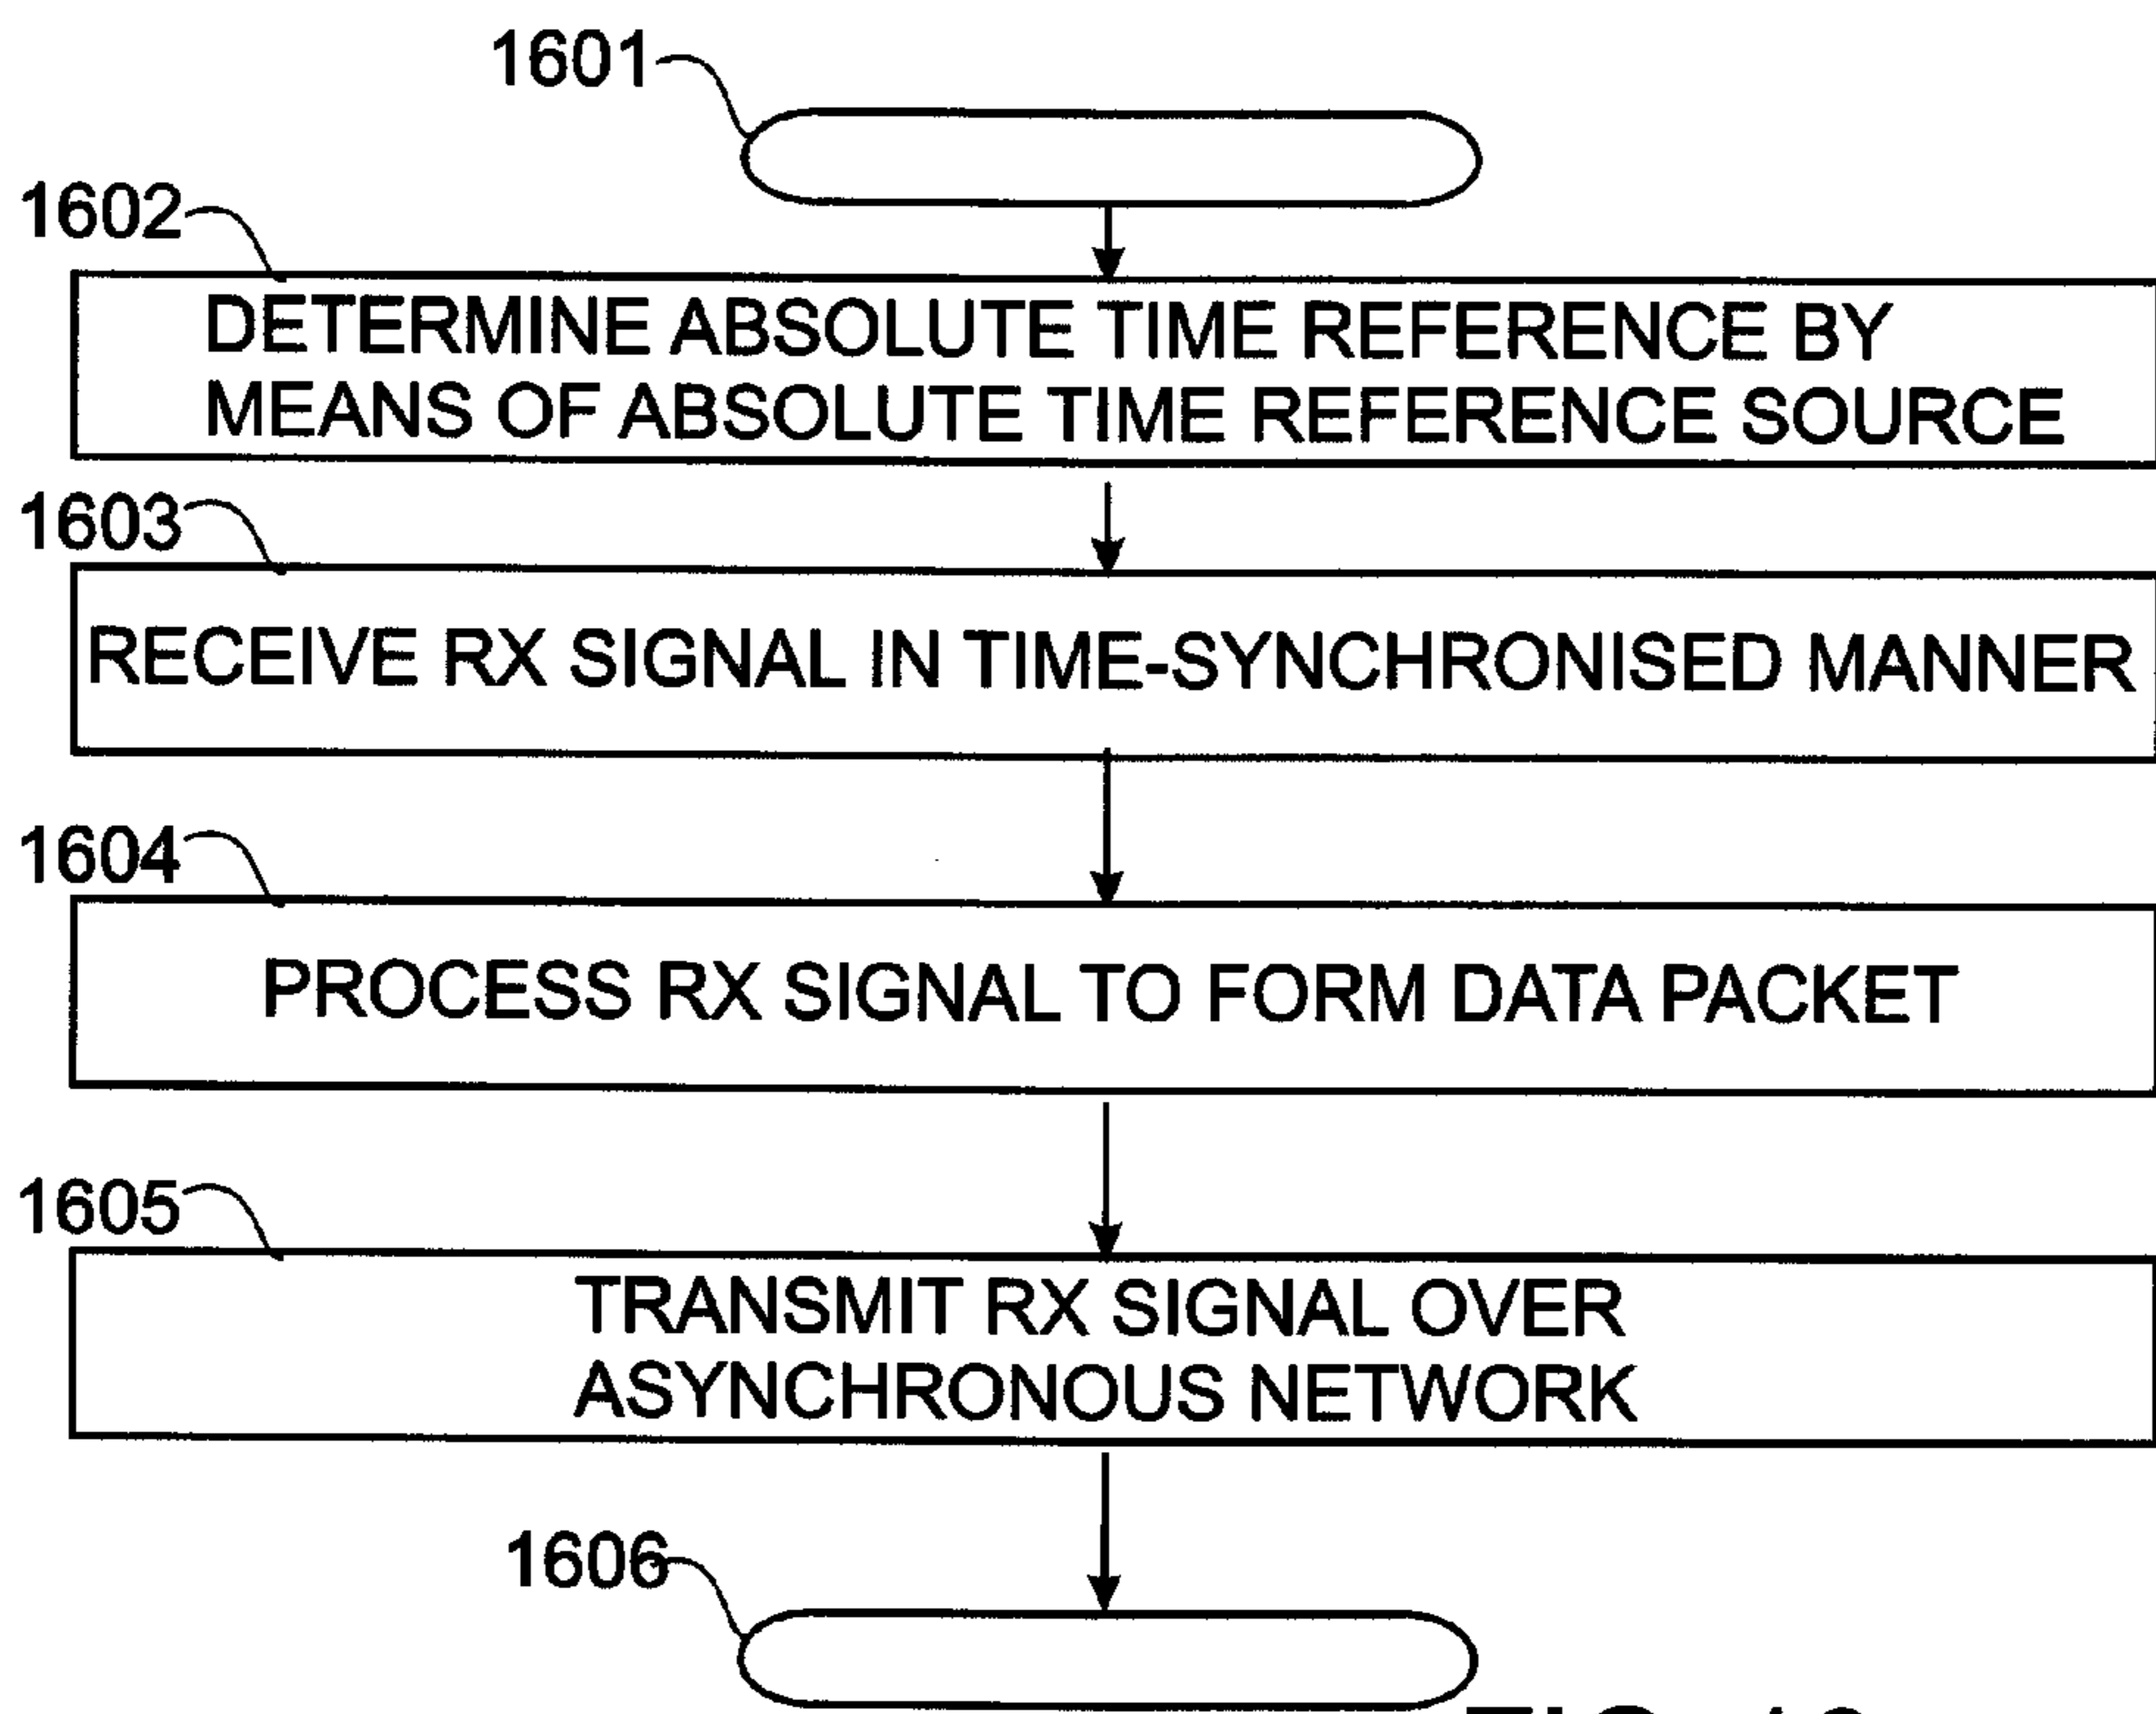 1601
1602
DETERMINE ABSOLUTE TIME REFERENCE BY
MEANS OF ABSOLUTE TIME REFERENCE SOURCE
1603
RECEIVE RX SIGNAL IN TIME-SYNCHRONISED MANNER
1604
PROCESS RX SIGNAL TO FORM DATA PACKET
1605
TRANSMIT RX SIGNAL OVER
ASYNCHRONOUS NETWORK
1606